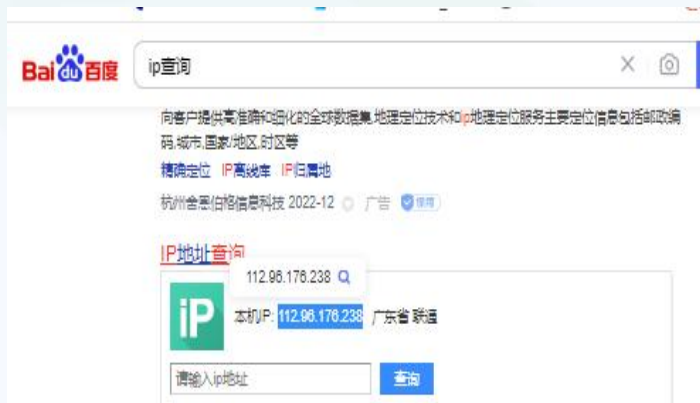 Bai du 百度
ip查询
向客户提供高准确和细化的全球数据集,地理定位技术和ip地理定位服务主要定位信息包括邮政编
码,城市,国家/地区,时区等
精确定位 IP离线库 IP归属地
杭州舍恩伯格信息科技 2022-12 广告 保障
IP地址查询
112.96.176.238
iP
本机IP: 112.96.176.238 广东省 联通
请输入ip地址
查询